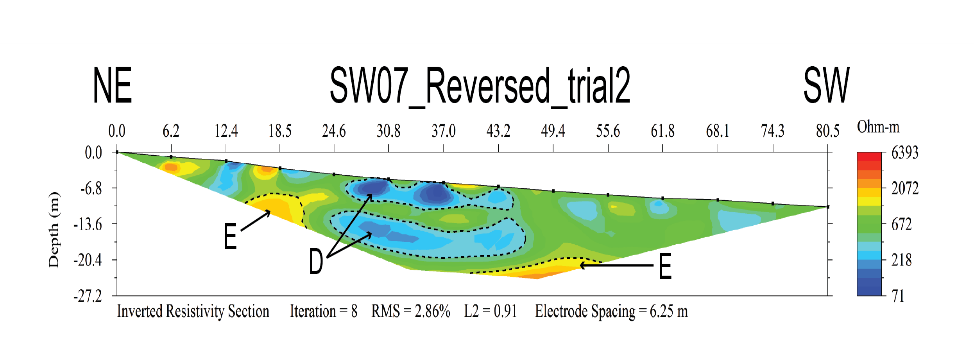 NE SW07_Reversed_trial2 SW
0.0 6.2 12.4 18.5 24.6 30.8 37.0 43.2 49.4 55.6 61.8 68.1 74.3 80.5 Ohm-m
0.0
-6.8
-13.6
-20.4
-27.2
Depth (m)
E
D
E
6393
2072
672
218
71
Inverted Resistivity Section Iteration = 8 RMS = 2.86% L2 = 0.91 Electrode Spacing = 6.25 m